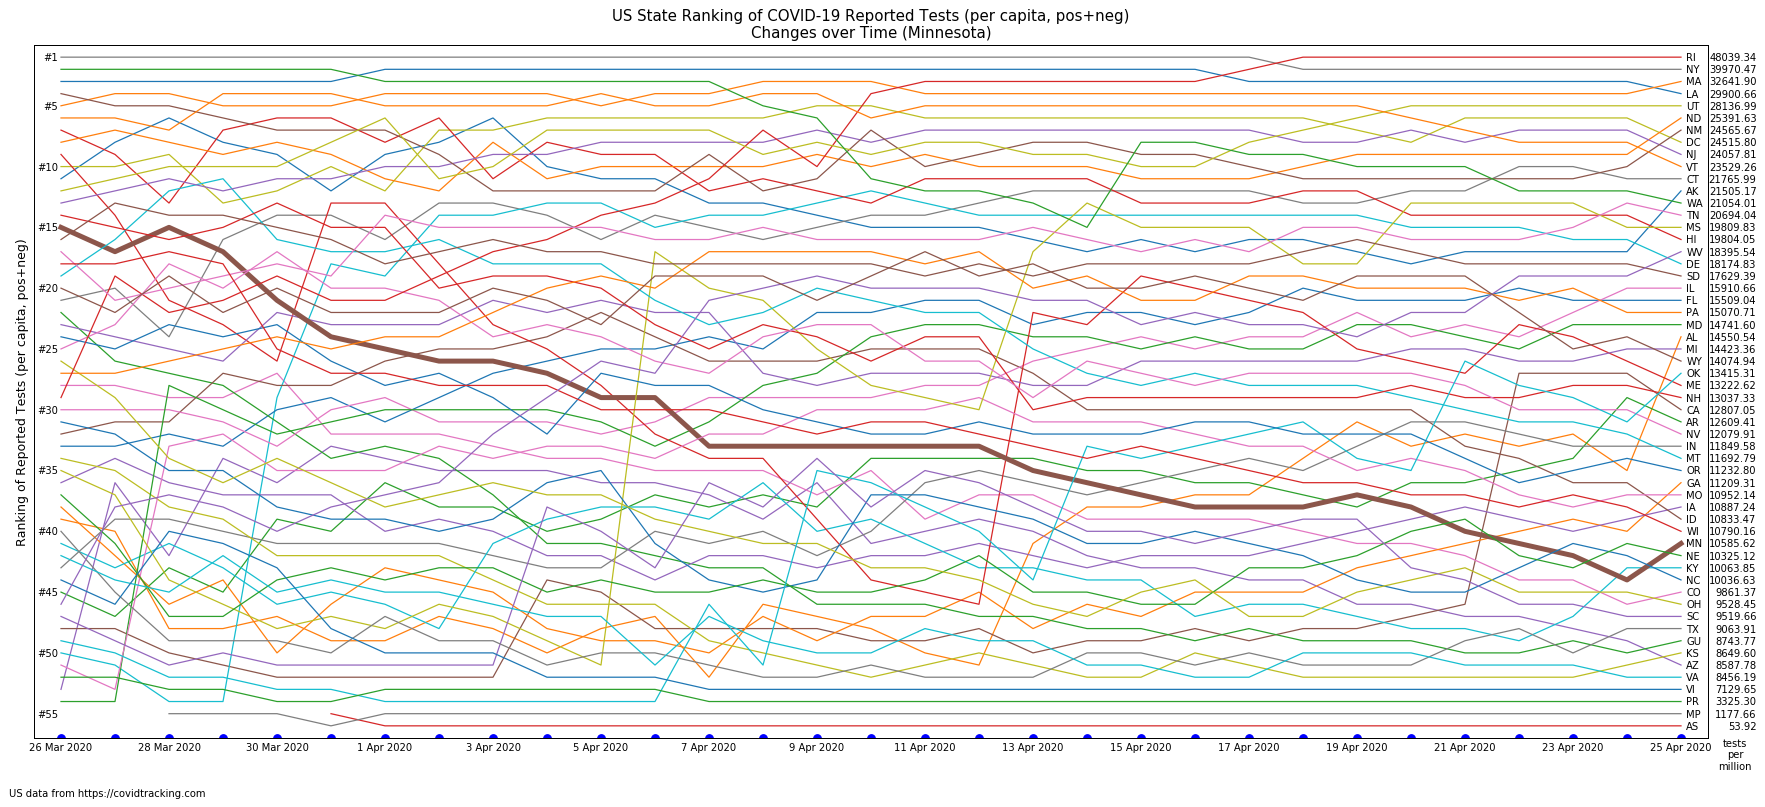 US State Ranking of COVID-19 Reported Tests (per capita, pos+neg)
Changes over Time (Minnesota)
Ranking of Reported Tests (per capita, pos+neg)
#1
#5
#10
#15
#20
#25
#30
#35
#40
#45
#50
#55
RI 48039.34
NY 39970.47
MA 32641.90
LA 29900.66
UT 28136.99
ND 25391.63
NM 24565.67
DC 24515.80
NJ 24057.81
VT 23529.26
CT 21765.99
AK 21505.17
WA 21054.01
TN 20694.04
MS 19809.83
HI 19804.05
WV 18395.54
DE 18174.83
SD 17629.39
IL 15910.66
FL 15509.04
PA 15070.71
MD 14741.60
AL 14550.54
MI 14423.36
WY 14074.94
OK 13415.31
ME 13222.62
NH 13037.33
CA 12807.05
AR 12609.41
NV 12079.91
IN 11849.58
MT 11692.79
OR 11232.80
GA 11209.31
MO 10952.14
IA 10887.24
ID 10833.47
WI 10790.16
MN 10585.62
NE 10325.12
KY 10063.85
NC 10036.63
CO 9861.37
OH 9528.45
SC 9519.66
TX 9063.91
GU 8743.77
KS 8649.60
AZ 8587.78
VA 8456.19
VI 7129.65
PR 3325.30
MP 1177.66
AS 53.92
26 Mar 2020 28 Mar 2020 30 Mar 2020 1 Apr 2020 3 Apr 2020 5 Apr 2020 7 Apr 2020 9 Apr 2020 11 Apr 2020 13 Apr 2020 15 Apr 2020 17 Apr 2020 19 Apr 2020 21 Apr 2020 23 Apr 2020 25 Apr 2020
tests
per
million
US data from https://covidtracking.com